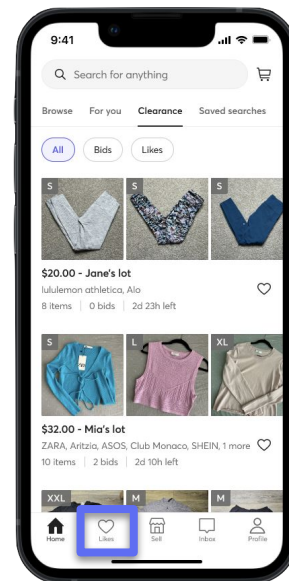 9:41
Search for anything
Browse For you Clearance Saved searches
All Bids Likes
S S S
$20.00 - Jane's lot
lululemon athletica, Alo
8 items | 0 bids | 2d 23h left
S L XL
$32.00 - Mia's lot
ZARA, Aritzia, ASOS, Club Monaco, SHEIN, 1 more
10 items | 2 bids | 2d 10h left
XXL M M
Home Likes Sell Inbox Profile